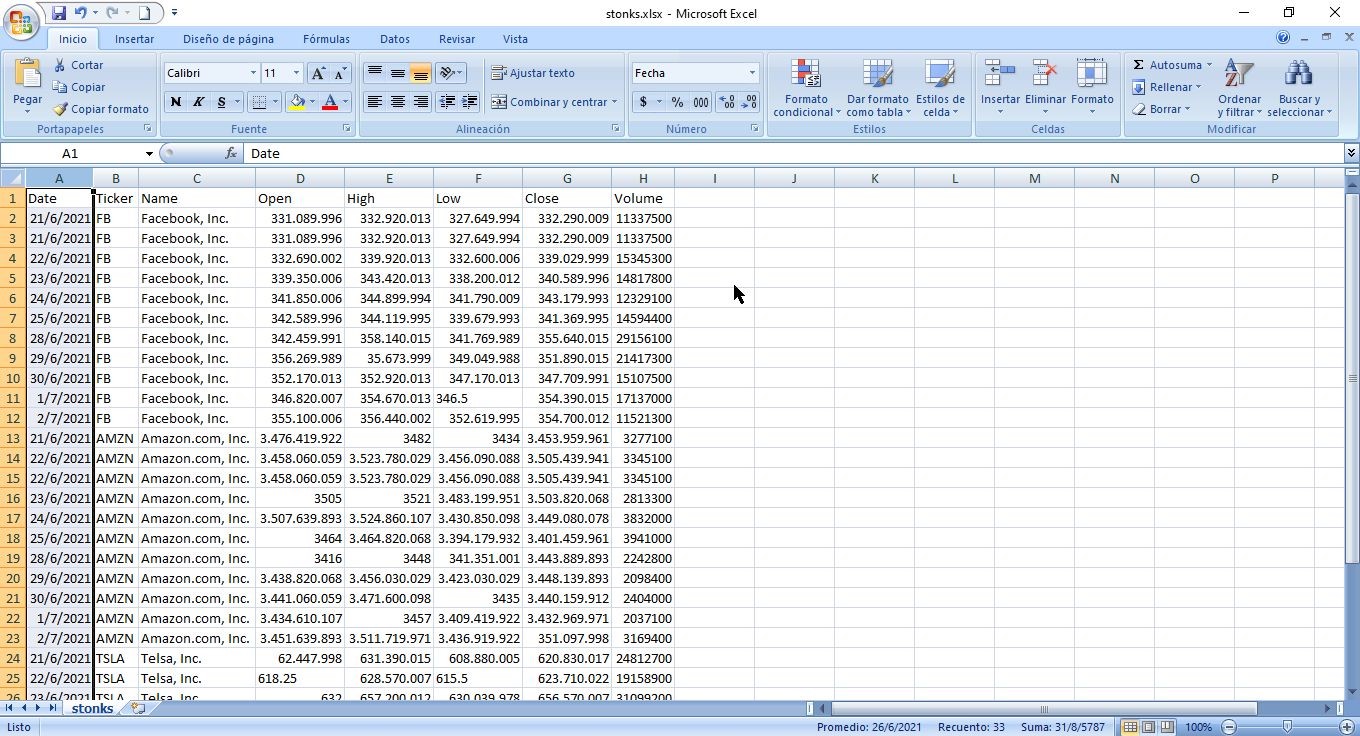 stonks.xlsx - Microsoft Excel
Inicio Insertar Diseño de página Fórmulas Datos Revisar Vista
Pegar
Cortar
Copiar
Copiar formato
Portapapeles
Calibri 11
N K S
Fuente
Ajustar texto
Combinar y centrar
Alineación
Fecha
$ % 000
Número
Formato condicional
Dar formato como tabla
Estilos de celda
Estilos
Insertar Eliminar Formato
Celdas
Autosuma
Rellenar
Borrar
Ordenar y filtrar
Buscar y seleccionar
Modificar
A1 fx Date
A B C D E F G H I J K L M N O P
1 Date Ticker Name Open High Low Close Volume
2 21/6/2021 FB Facebook, Inc. 331.089.996 332.920.013 327.649.994 332.290.009 11337500
3 21/6/2021 FB Facebook, Inc. 331.089.996 332.920.013 327.649.994 332.290.009 11337500
4 22/6/2021 FB Facebook, Inc. 332.690.002 339.920.013 332.600.006 339.029.999 15345300
5 23/6/2021 FB Facebook, Inc. 339.350.006 343.420.013 338.200.012 340.589.996 14817800
6 24/6/2021 FB Facebook, Inc. 341.850.006 344.899.994 341.790.009 343.179.993 12329100
7 25/6/2021 FB Facebook, Inc. 342.589.996 344.119.995 339.679.993 341.369.995 14594400
8 28/6/2021 FB Facebook, Inc. 342.459.991 358.140.015 341.769.989 355.640.015 29156100
9 29/6/2021 FB Facebook, Inc. 356.269.989 35.673.999 349.049.988 351.890.015 21417300
10 30/6/2021 FB Facebook, Inc. 352.170.013 352.920.013 347.170.013 347.709.991 15107500
11 1/7/2021 FB Facebook, Inc. 346.820.007 354.670.013 346.5 354.390.015 17137000
12 2/7/2021 FB Facebook, Inc. 355.100.006 356.440.002 352.619.995 354.700.012 11521300
13 21/6/2021 AMZN Amazon.com, Inc. 3.476.419.922 3482 3434 3.453.959.961 3277100
14 22/6/2021 AMZN Amazon.com, Inc. 3.458.060.059 3.523.780.029 3.456.090.088 3.505.439.941 3345100
15 22/6/2021 AMZN Amazon.com, Inc. 3.458.060.059 3.523.780.029 3.456.090.088 3.505.439.941 3345100
16 23/6/2021 AMZN Amazon.com, Inc. 3505 3521 3.483.199.951 3.503.820.068 2813300
17 24/6/2021 AMZN Amazon.com, Inc. 3.507.639.893 3.524.860.107 3.430.850.098 3.449.080.078 3832000
18 25/6/2021 AMZN Amazon.com, Inc. 3464 3.464.820.068 3.394.179.932 3.401.459.961 3941000
19 28/6/2021 AMZN Amazon.com, Inc. 3416 3448 341.351.001 3.443.889.893 2242800
20 29/6/2021 AMZN Amazon.com, Inc. 3.438.820.068 3.456.030.029 3.423.030.029 3.448.139.893 2098400
21 30/6/2021 AMZN Amazon.com, Inc. 3.441.060.059 3.471.600.098 3435 3.440.159.912 2404000
22 1/7/2021 AMZN Amazon.com, Inc. 3.434.610.107 3457 3.409.419.922 3.432.969.971 2037100
23 2/7/2021 AMZN Amazon.com, Inc. 3.451.639.893 3.511.719.971 3.436.919.922 351.097.998 3169400
24 21/6/2021 TSLA Telsa, Inc. 62.447.998 631.390.015 608.880.005 620.830.017 24812700
25 22/6/2021 TSLA Telsa, Inc. 618.25 628.570.007 615.5 623.710.022 19158900
26 23/6/2021 TSLA Telsa, Inc. 632 657.200.012 630.039.978 656.570.007 31099200
stonks
Listo Promedio: 26/6/2021 Recuento: 33 Suma: 31/8/5787 100%